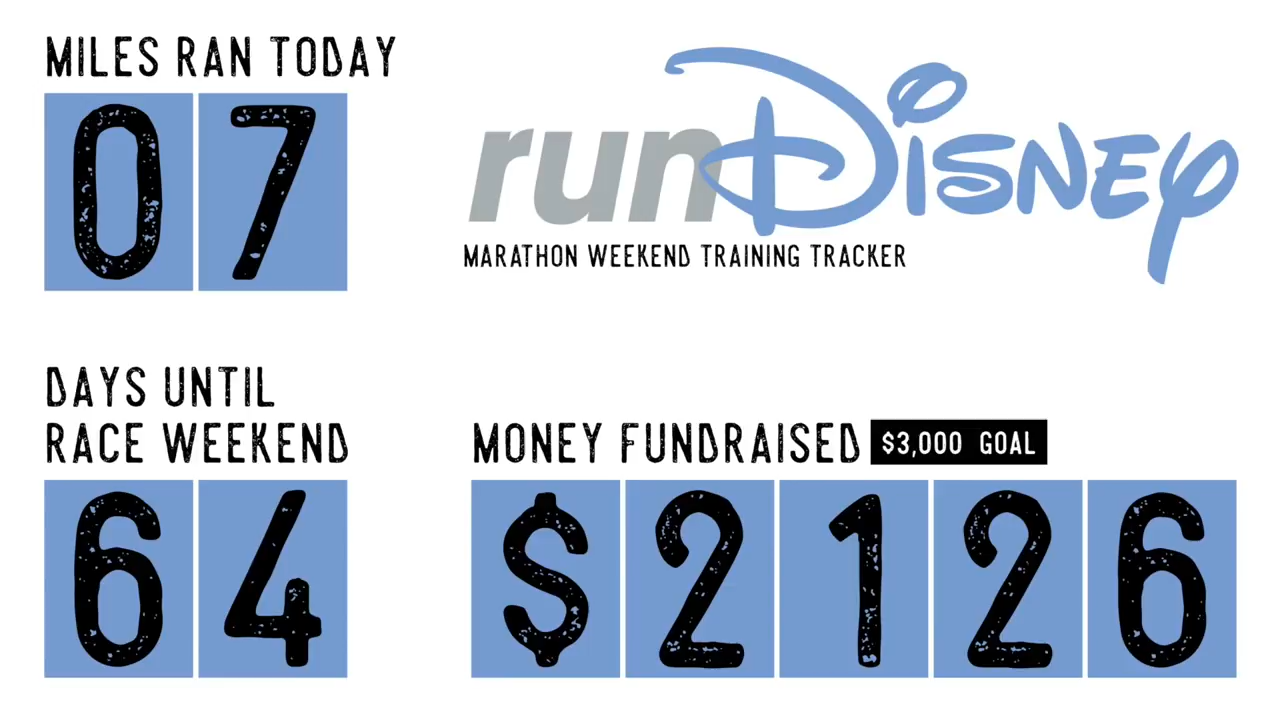 MILES RAN TODAY
07
runDisney
MARATHON WEEKEND TRAINING TRACKER
DAYS UNTIL
RACE WEEKEND
64
MONEY FUNDRAISED $3,000 GOAL
$2126